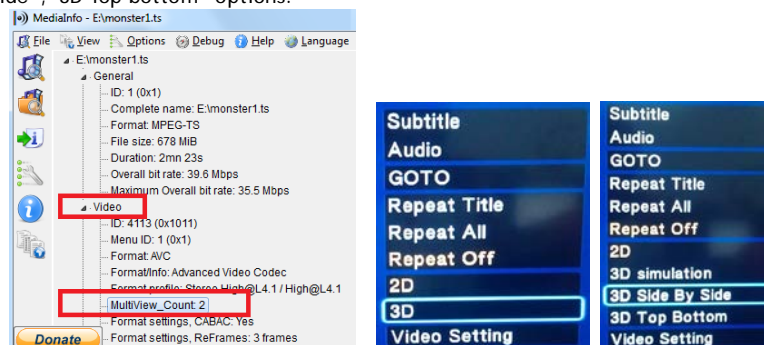 MediaInfo - E:\monster1.ts
File View Options Debug Help Language
E:\monster1.ts
General
ID: 1 (0x1)
Complete name: E:\monster1.ts
Format: MPEG-TS
File size: 678 MiB
Duration: 2mn 23s
Overall bit rate: 39.6 Mbps
Maximum Overall bit rate: 35.5 Mbps
Video
ID: 4113 (0x1011)
Menu ID: 1 (0x1)
Format: AVC
Format/Info: Advanced Video Codec
Format profile: Stereo High@L4.1 / High@L4.1
MultiView_Count: 2
Format settings, CABAC: Yes
Format settings, ReFrames: 3 frames
Donate
Subtitle
Audio
GOTO
Repeat Title
Repeat All
Repeat Off
2D
3D
Video Setting
Subtitle
Audio
GOTO
Repeat Title
Repeat All
Repeat Off
2D
3D simulation
3D Side By Side
3D Top Bottom
Video Setting